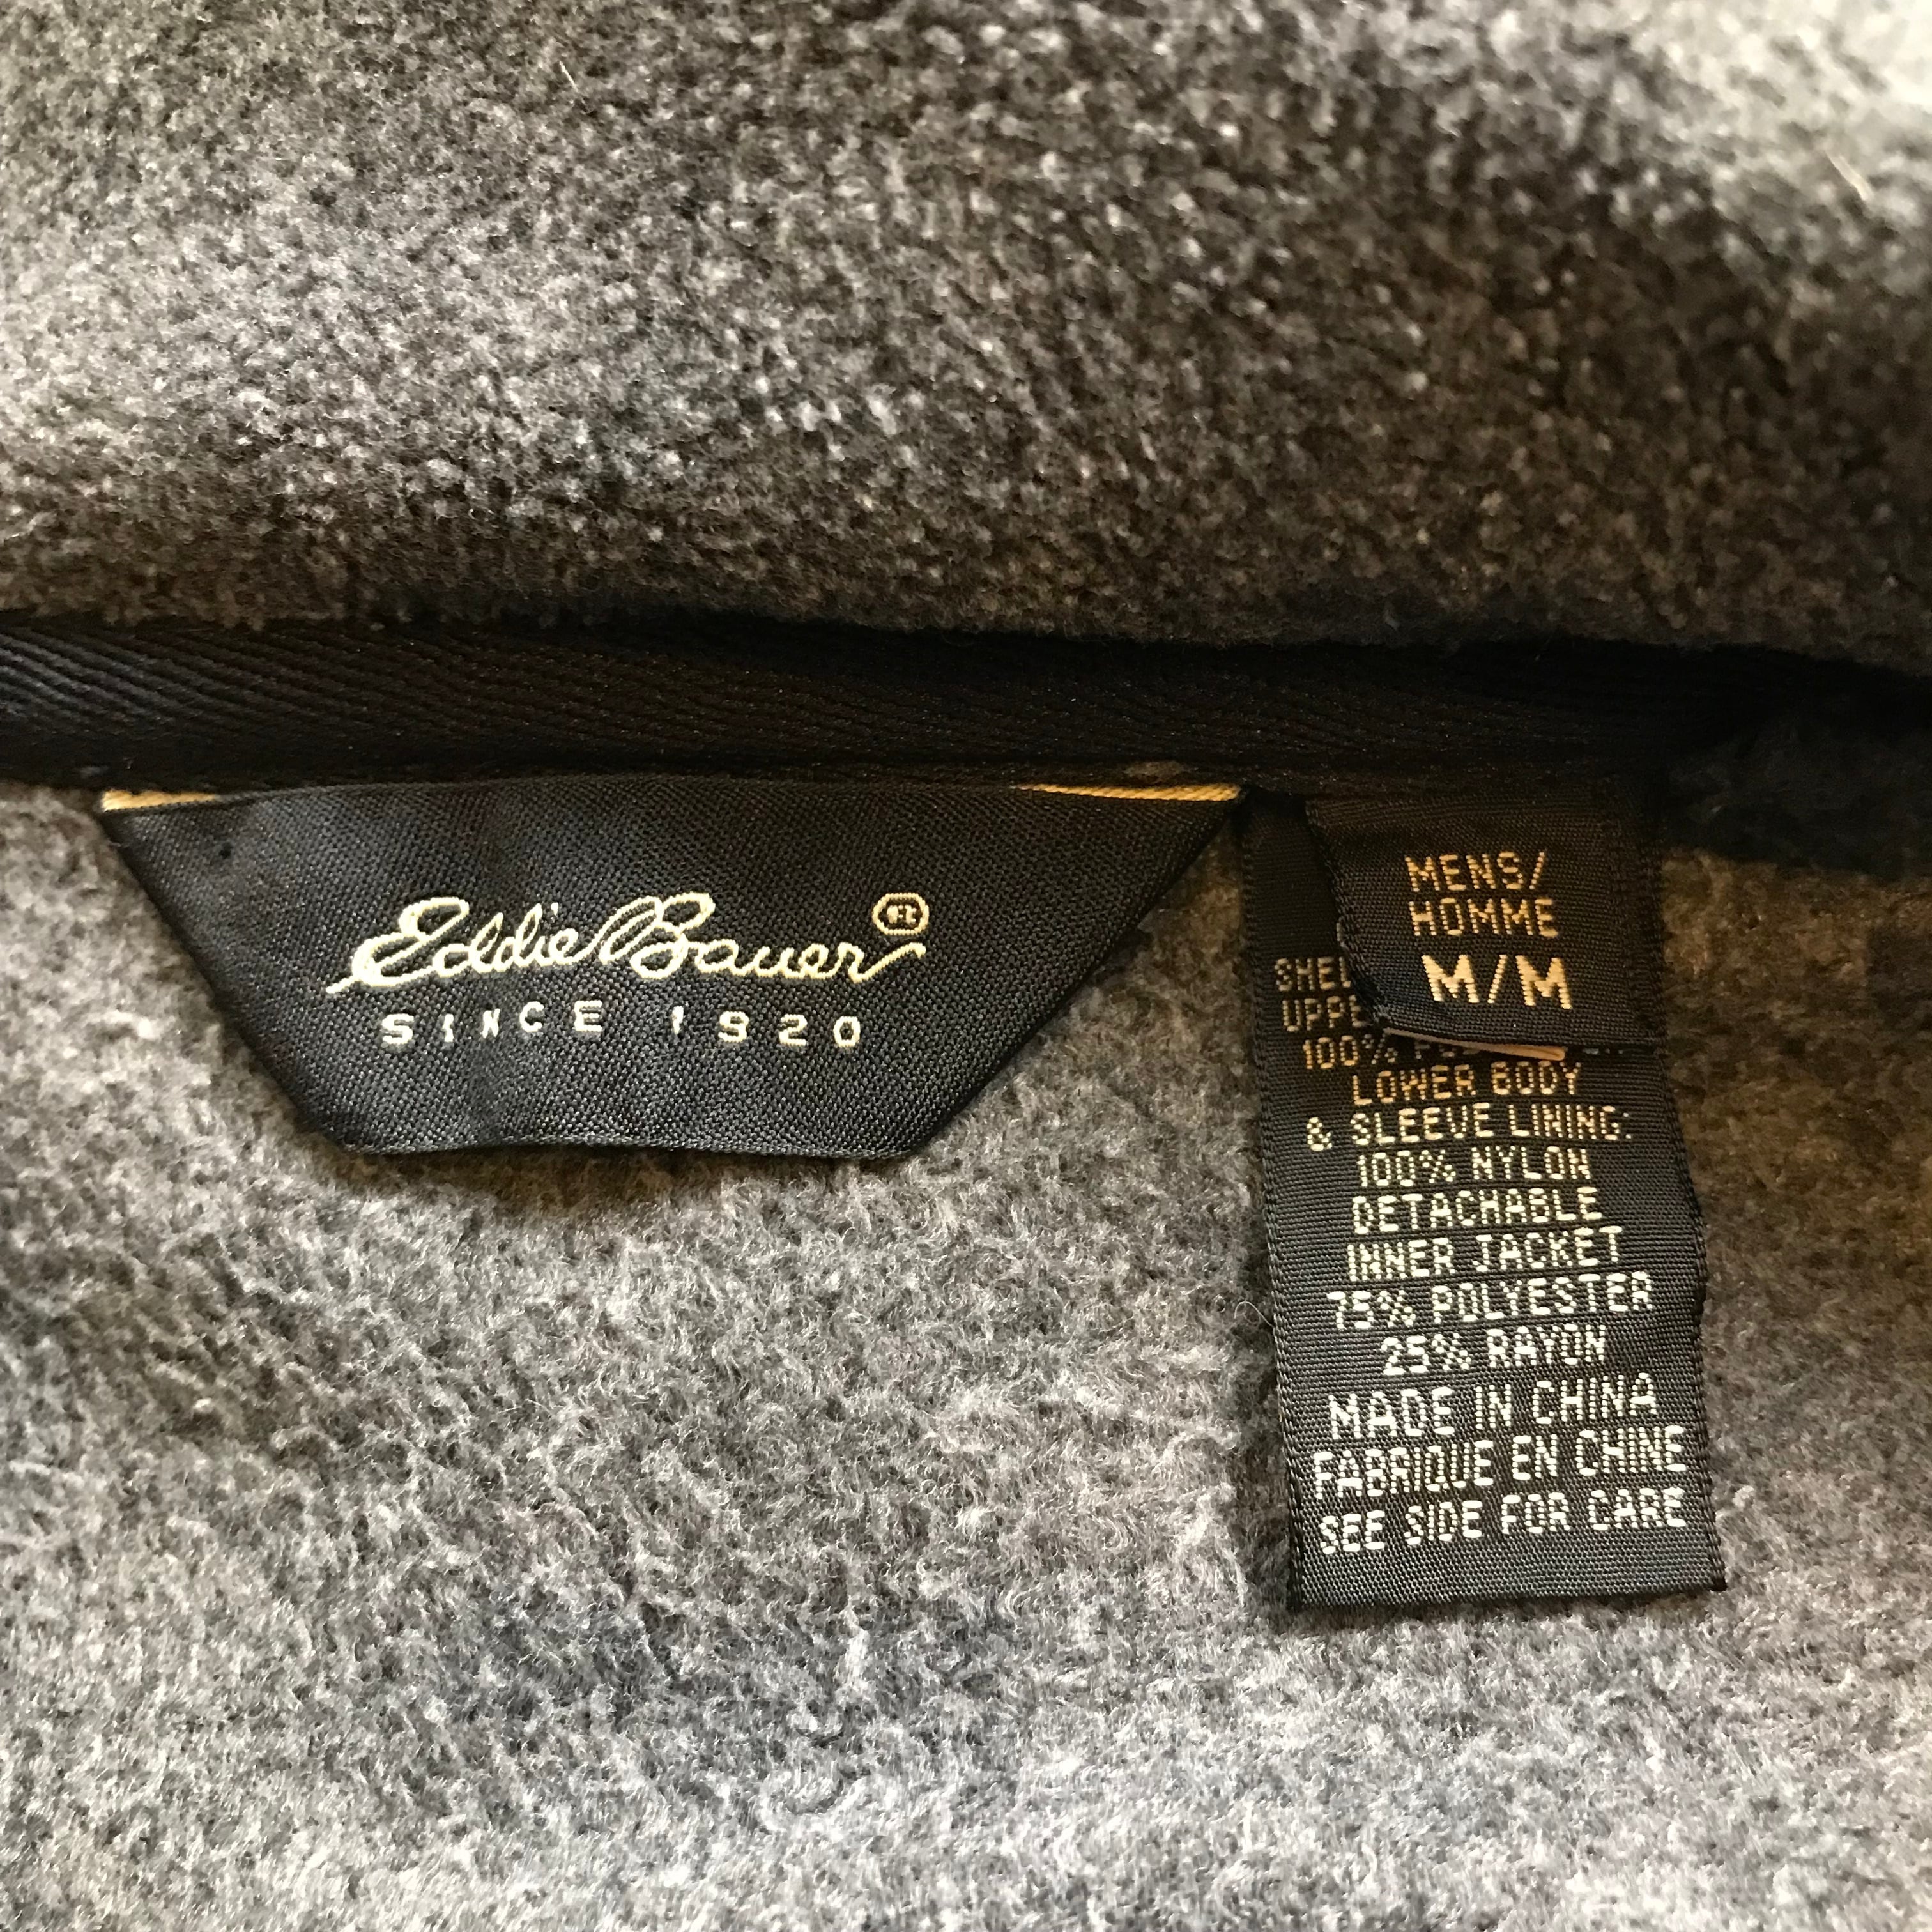 Eddie Bauer®
SINCE 1920
MENS/
HOMME
M/M
100%
LOWER BODY
& SLEEVE LINING:
100% NYLON
DETACHABLE
INNER JACKET
75% POLYESTER
25% RAYON
MADE IN CHINA
FABRIQUE EN CHINE
SEE SIDE FOR CARE